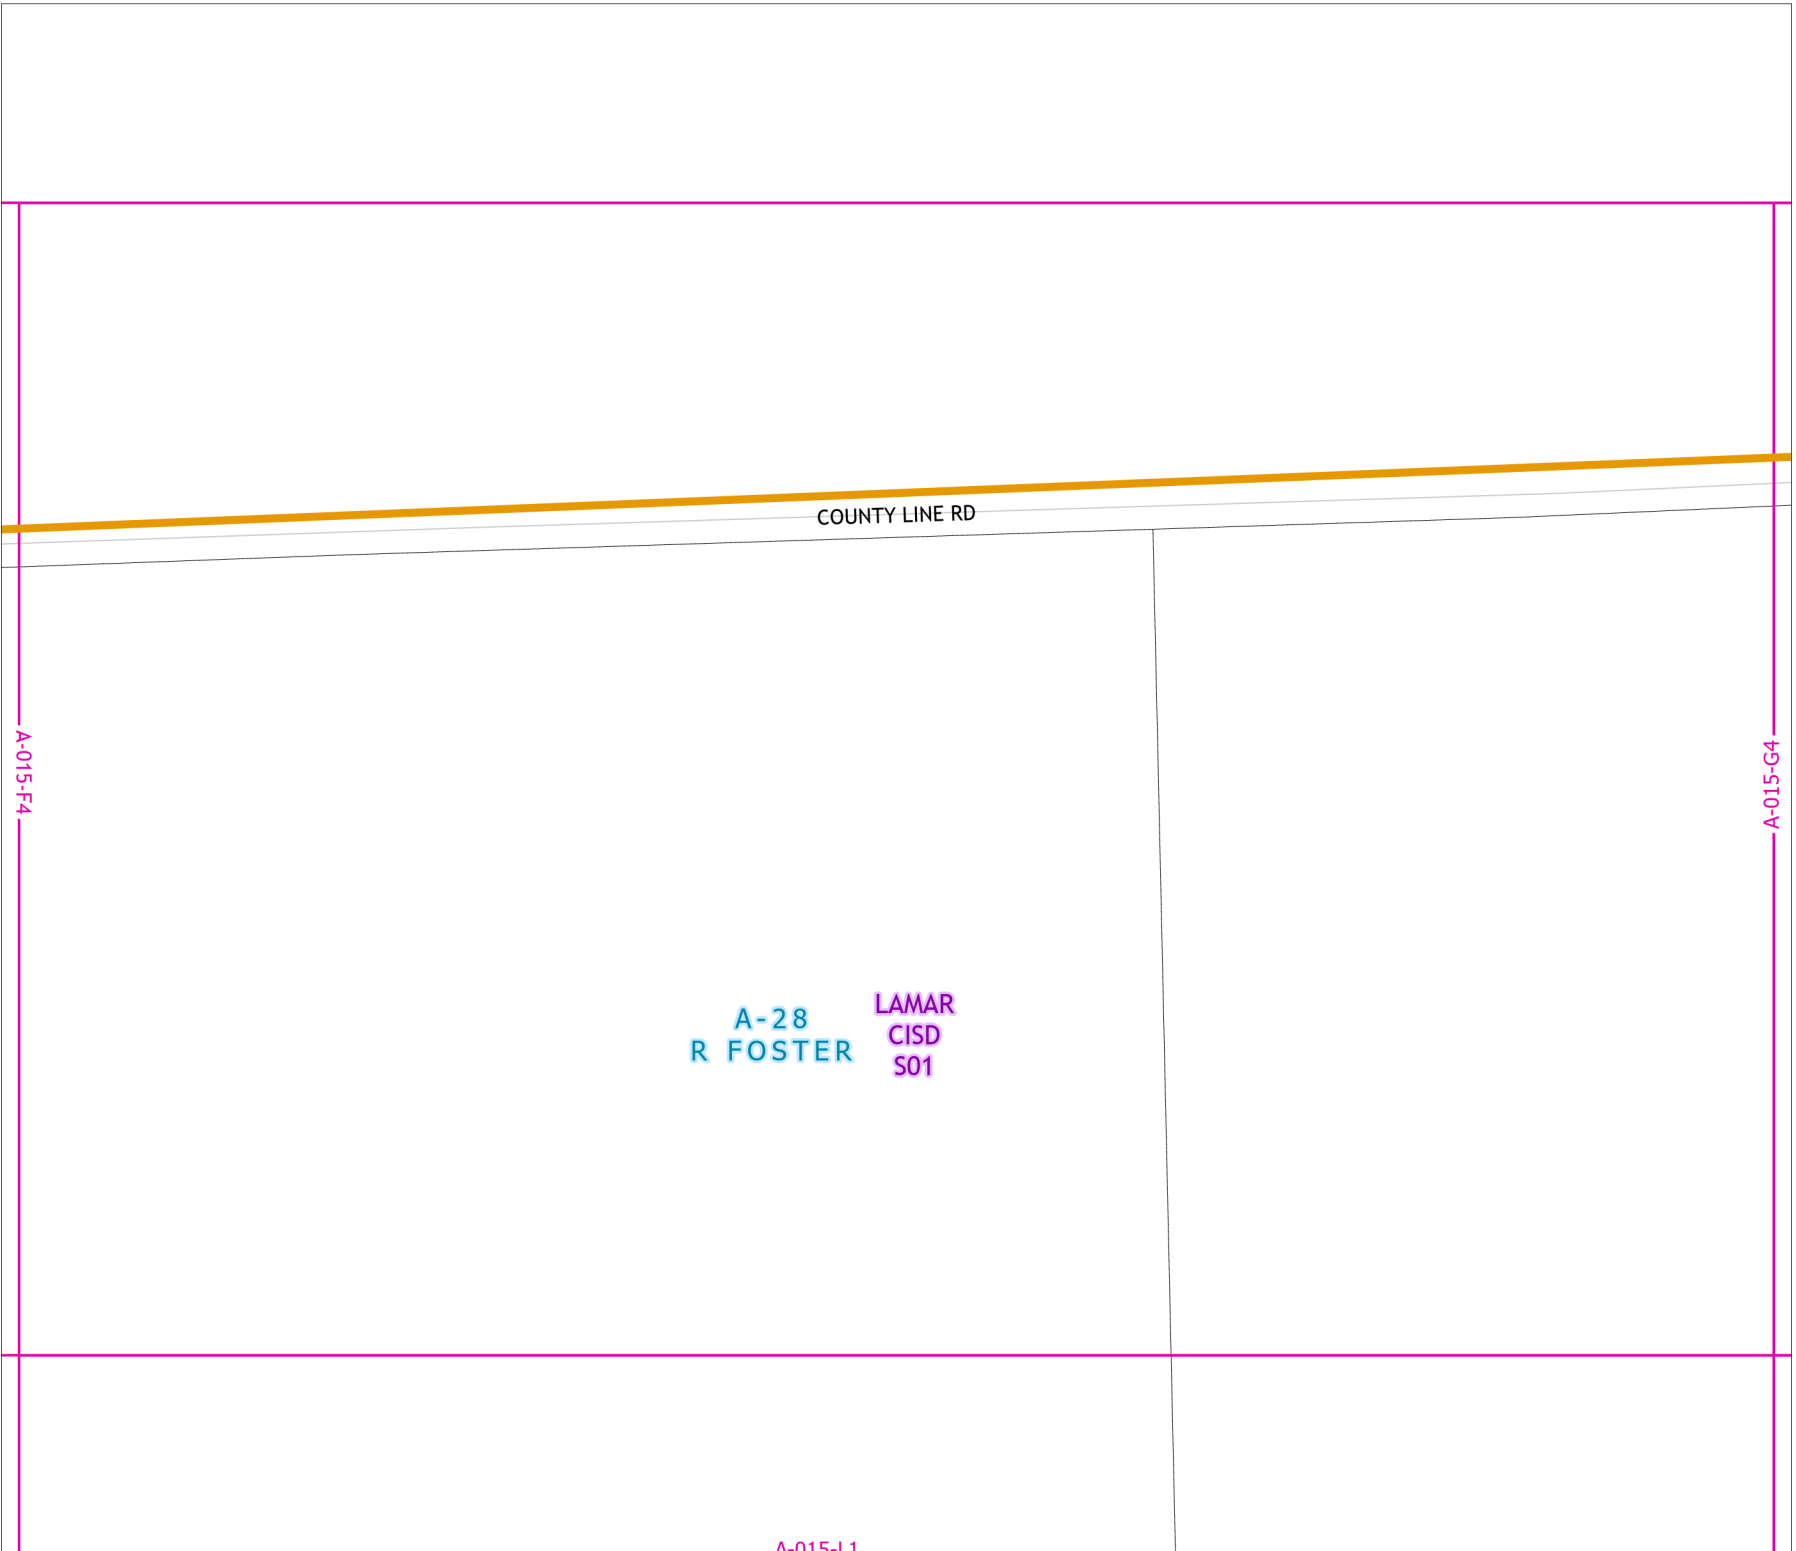 COUNTY LINE RD
A-015-F4
A-015-G4
A-28
R FOSTER
LAMAR
CISD
S01